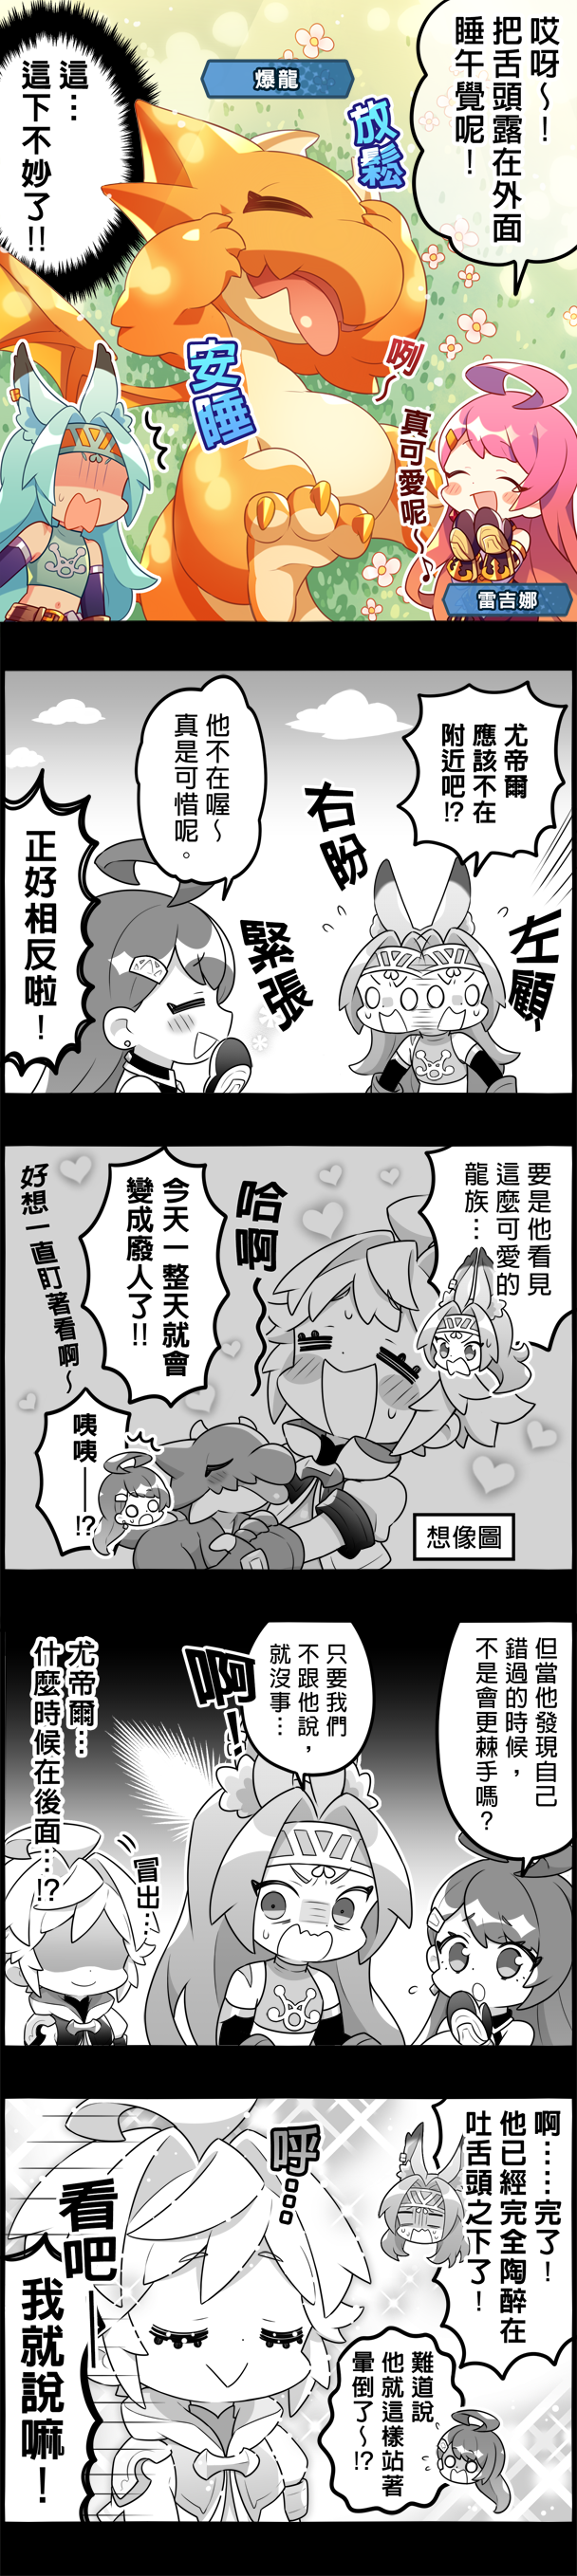 哎呀～！
把舌頭露在外面
睡午覺呢！
爆龍
放鬆
這…
這下不妙了!!
安睡
咧～
真可愛呢～♪
雷吉娜
尤帝爾
應該不在
附近吧!?
左顧
右盼
他不在喔～
真是可惜呢。
緊張
正好相反啦！
要是他看見
這麼可愛的
龍族…
哈啊～
今天一整天就會
變成廢人了!!
好想一直盯著看啊～
咦咦——!?
想像圖
但當他發現自己
錯過的時候，
不是會更棘手嗎？
只要我們
不跟他說，
就沒事…
啊！
冒出…
尤帝爾…
什麼時候在後面…!?
啊……完了！
他已經完全陶醉在
吐舌頭之下了！
呼……
難道說
他就這樣站著
暈倒了～!?
看吧——
我就說嘛！